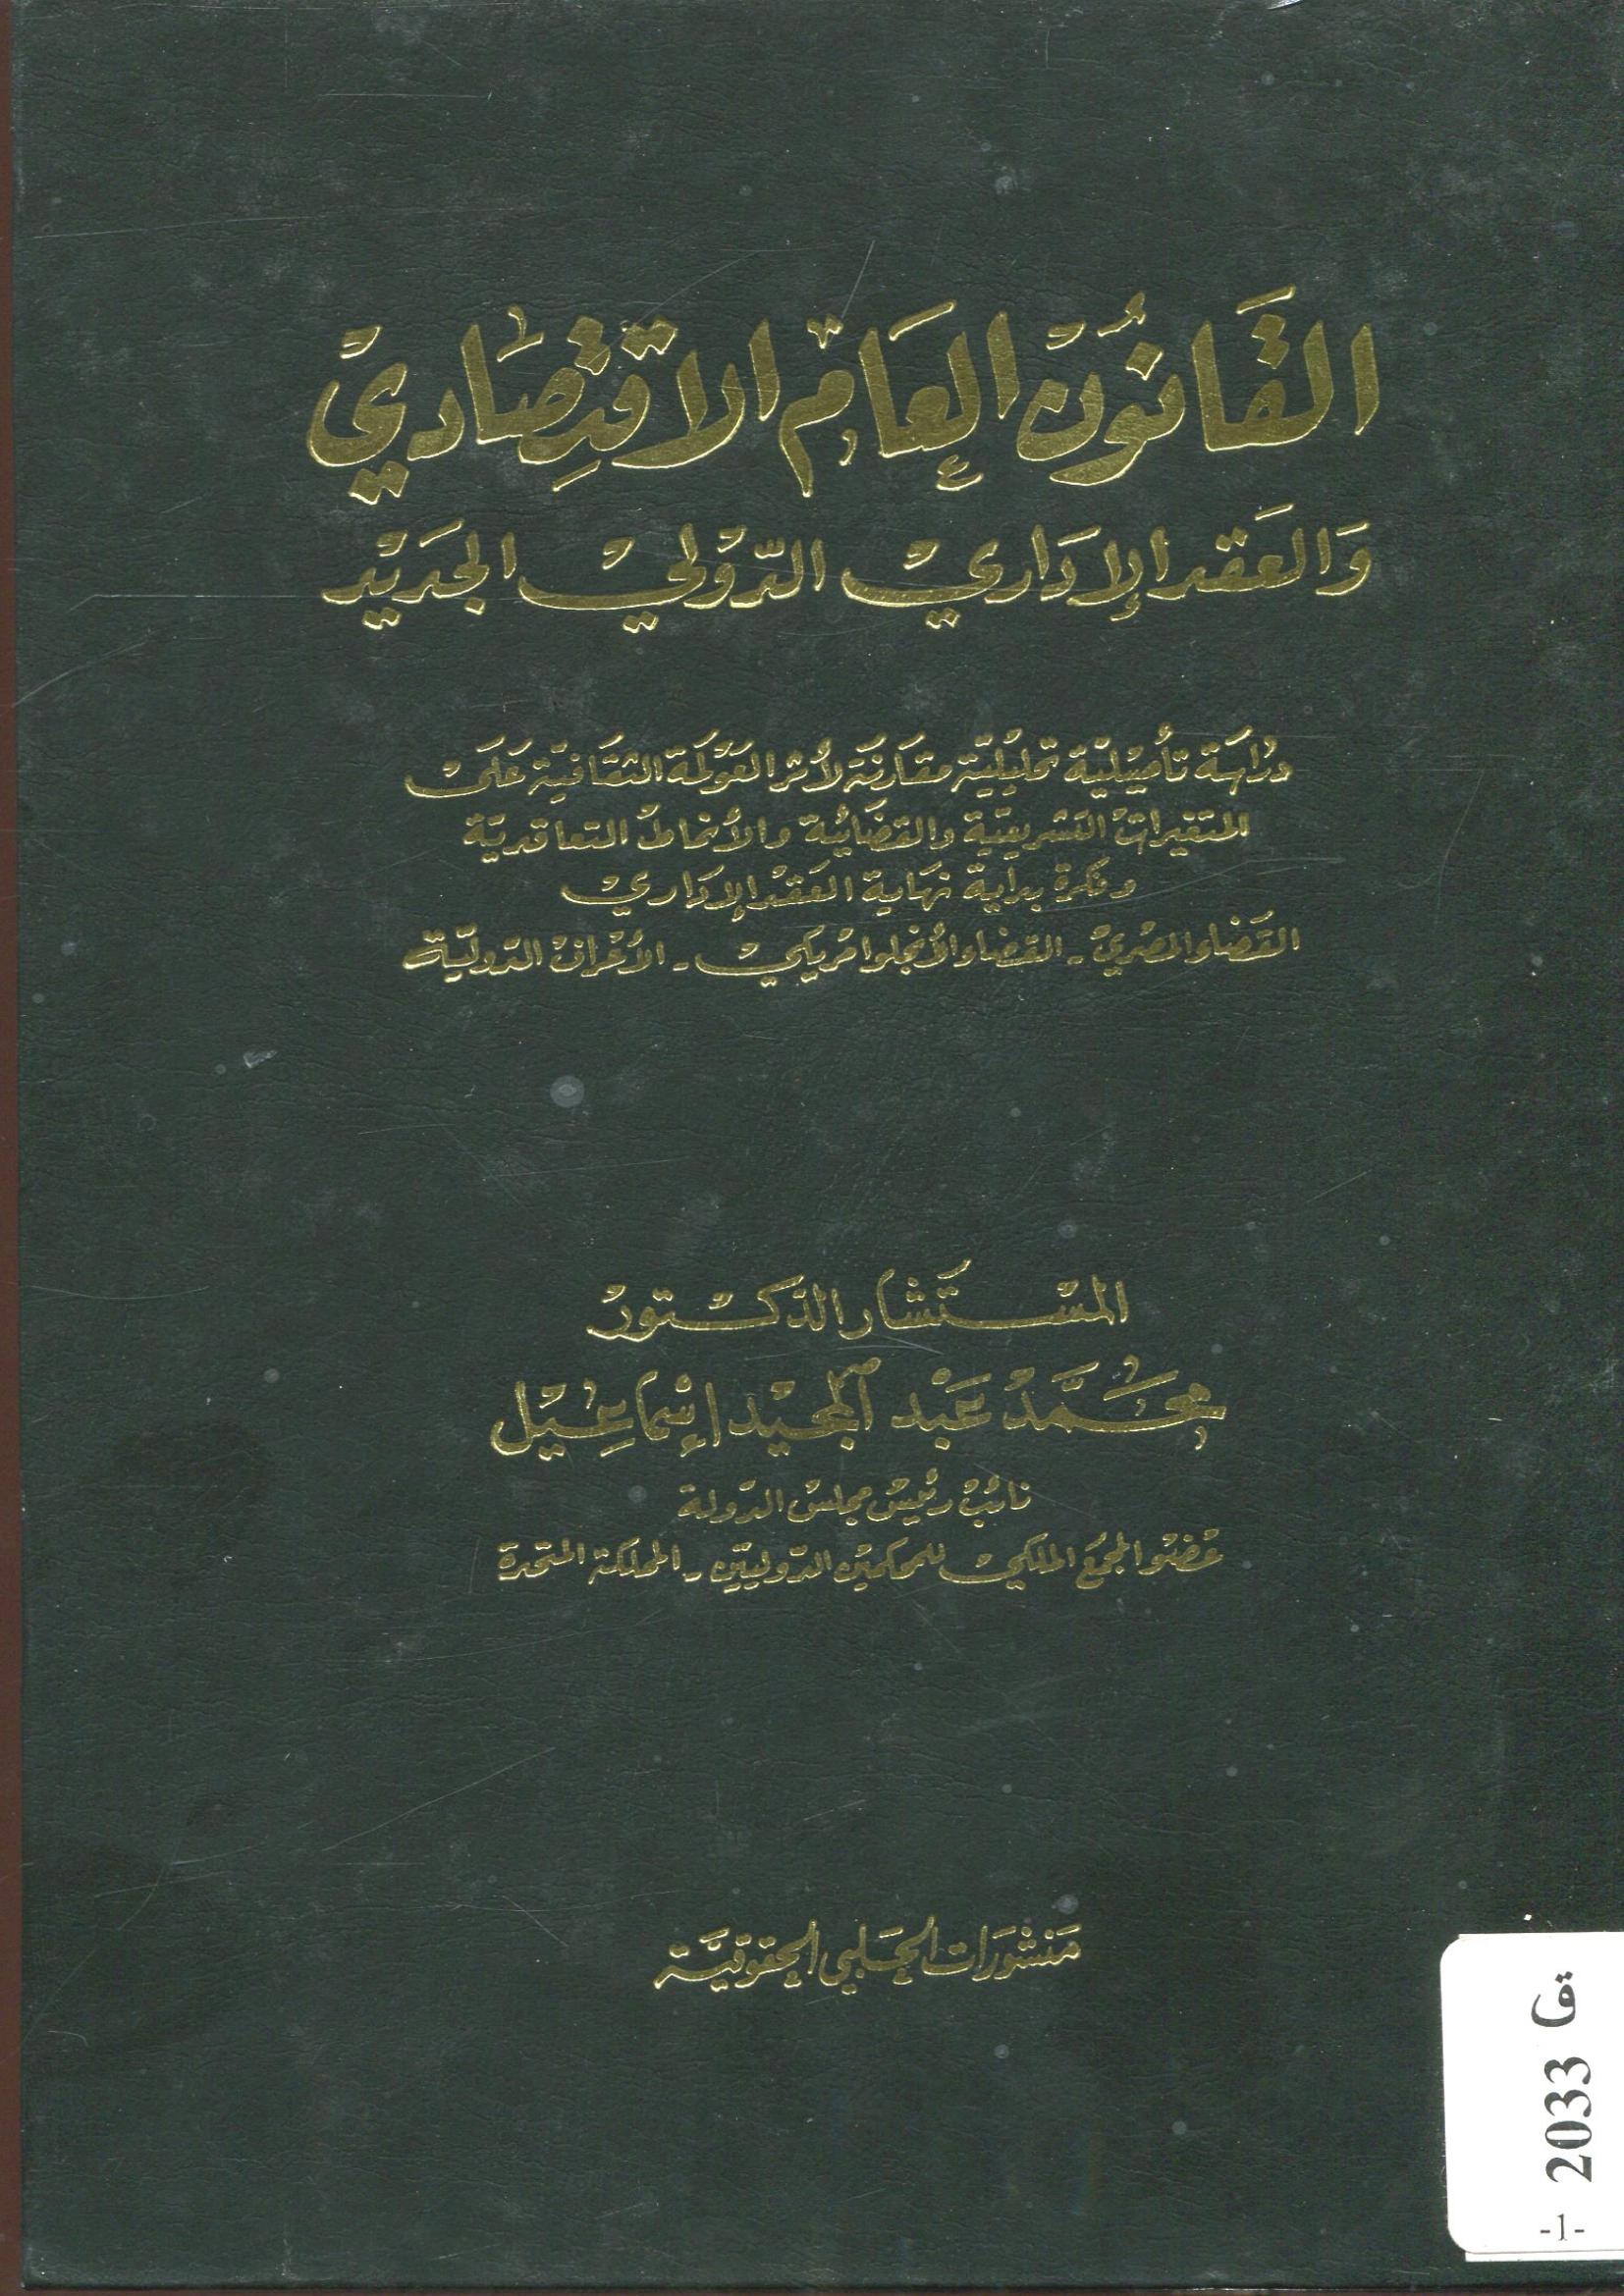 القانون العام الاقتصادي
والعقد الإداري الدولي الجديد
دراسة تأصيلية تحليلية مقارنة لأثر العولمة الثقافية على
المتغيرات التشريعية والقضائية والأنماط التعاقدية
وفكرة بداية نهاية العقد الإداري
القضاء المصري - القضاء الأنجلوامريكي - الأعراف الدولية
المستشار الدكتور
محمد عبد المجيد إسماعيل
نائب رئيس مجلس الدولة
عضو المجمع الملكي للمحكمين الدوليين - المملكة المتحدة
منشورات الحلبي الحقوقية
ق 2033
-1-